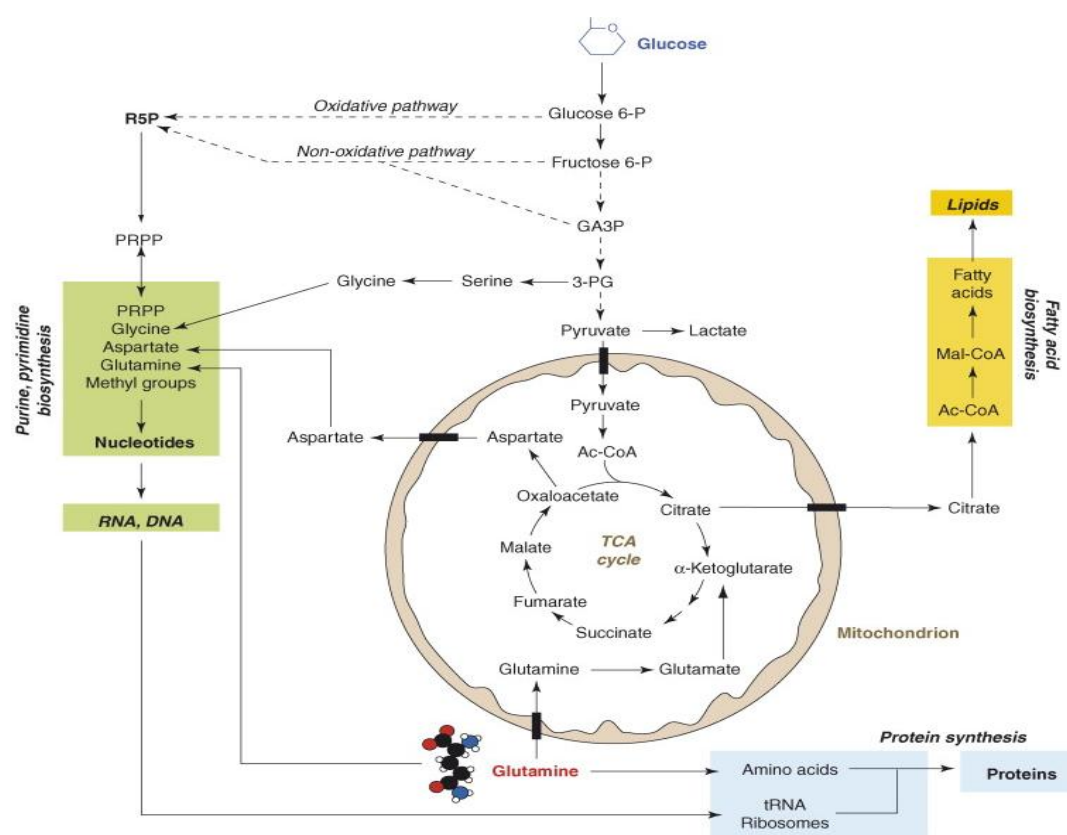 Glucose
Oxidative pathway
Glucose 6-P
R5P
Non-oxidative pathway
Fructose 6-P
Lipids
GA3P
PRPP
Glycine
Serine
3-PG
Fatty
acids
Fatty acid
biosynthesis
PRPP
Glycine
Aspartate
Glutamine
Methyl groups
Nucleotides
Purine, pyrimidine
biosynthesis
Pyruvate
Lactate
Mal-CoA
Pyruvate
Ac-CoA
Aspartate
Aspartate
Ac-CoA
Oxaloacetate
Citrate
Citrate
RNA, DNA
TCA
cycle
Malate
α-Ketoglutarate
Fumarate
Succinate
Mitochondrion
Glutamine
Glutamate
Protein synthesis
Glutamine
Amino acids
Proteins
tRNA
Ribosomes